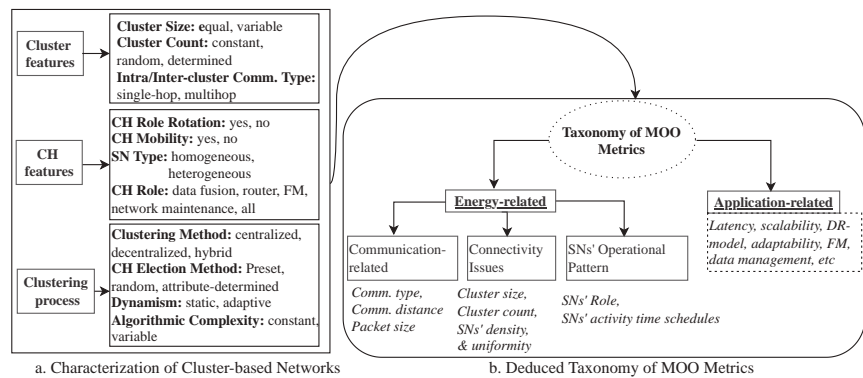 Cluster features
Cluster Size: equal, variable
Cluster Count: constant,
random, determined
Intra/Inter-cluster Comm. Type:
single-hop, multihop
CH features
CH Role Rotation: yes, no
CH Mobility: yes, no
SN Type: homogeneous,
heterogeneous
CH Role: data fusion, router, FM,
network maintenance, all
Clustering process
Clustering Method: centralized,
decentralized, hybrid
CH Election Method: Preset,
random, attribute-determined
Dynamism: static, adaptive
Algorithmic Complexity: constant,
variable
a. Characterization of Cluster-based Networks
Taxonomy of MOO
Metrics
Energy-related
Communication-
related
Comm. type,
Comm. distance
Packet size
Connectivity
Issues
Cluster size,
Cluster count,
SNs' density,
& uniformity
SNs' Operational
Pattern
SNs' Role,
SNs' activity time schedules
Application-related
Latency, scalability, DR-
model, adaptability, FM,
data management, etc
b. Deduced Taxonomy of MOO Metrics